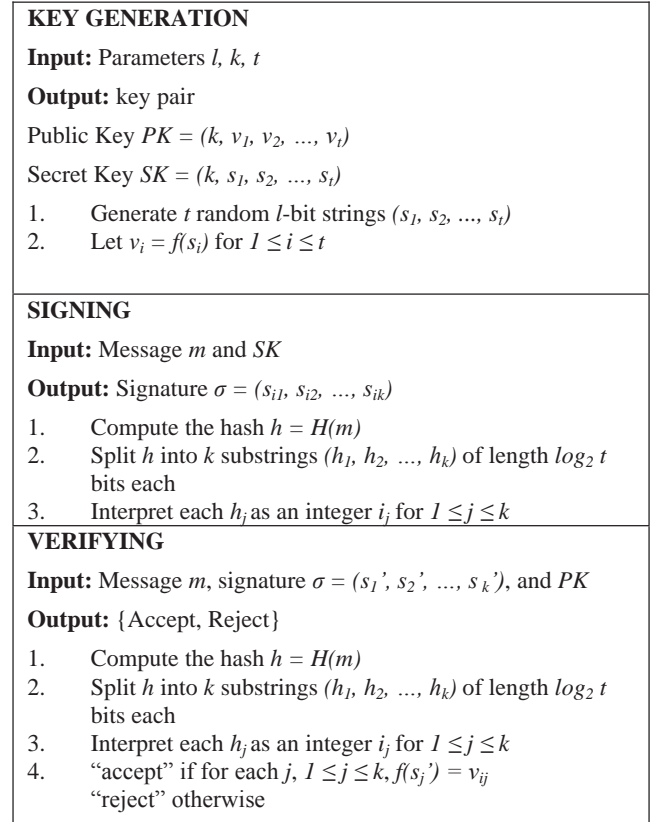 KEY GENERATION
Input: Parameters l, k, t
Output: key pair
Public Key PK = (k, v1, v2, ..., vt)
Secret Key SK = (k, s1, s2, ..., st)
1. Generate t random l-bit strings (s1, s2, ..., st)
2. Let vi = f(si) for 1 ≤ i ≤ t
SIGNING
Input: Message m and SK
Output: Signature σ = (si1, si2, ..., sik)
1. Compute the hash h = H(m)
2. Split h into k substrings (h1, h2, ..., hk) of length log2 t
bits each
3. Interpret each hj as an integer ij for 1 ≤ j ≤ k
VERIFYING
Input: Message m, signature σ = (s1’, s2’, ..., s k’), and PK
Output: {Accept, Reject}
1. Compute the hash h = H(m)
2. Split h into k substrings (h1, h2, ..., hk) of length log2 t
bits each
3. Interpret each hj as an integer ij for 1 ≤ j ≤ k
4. “accept” if for each j, 1 ≤ j ≤ k, f(sj’) = vij
“reject” otherwise